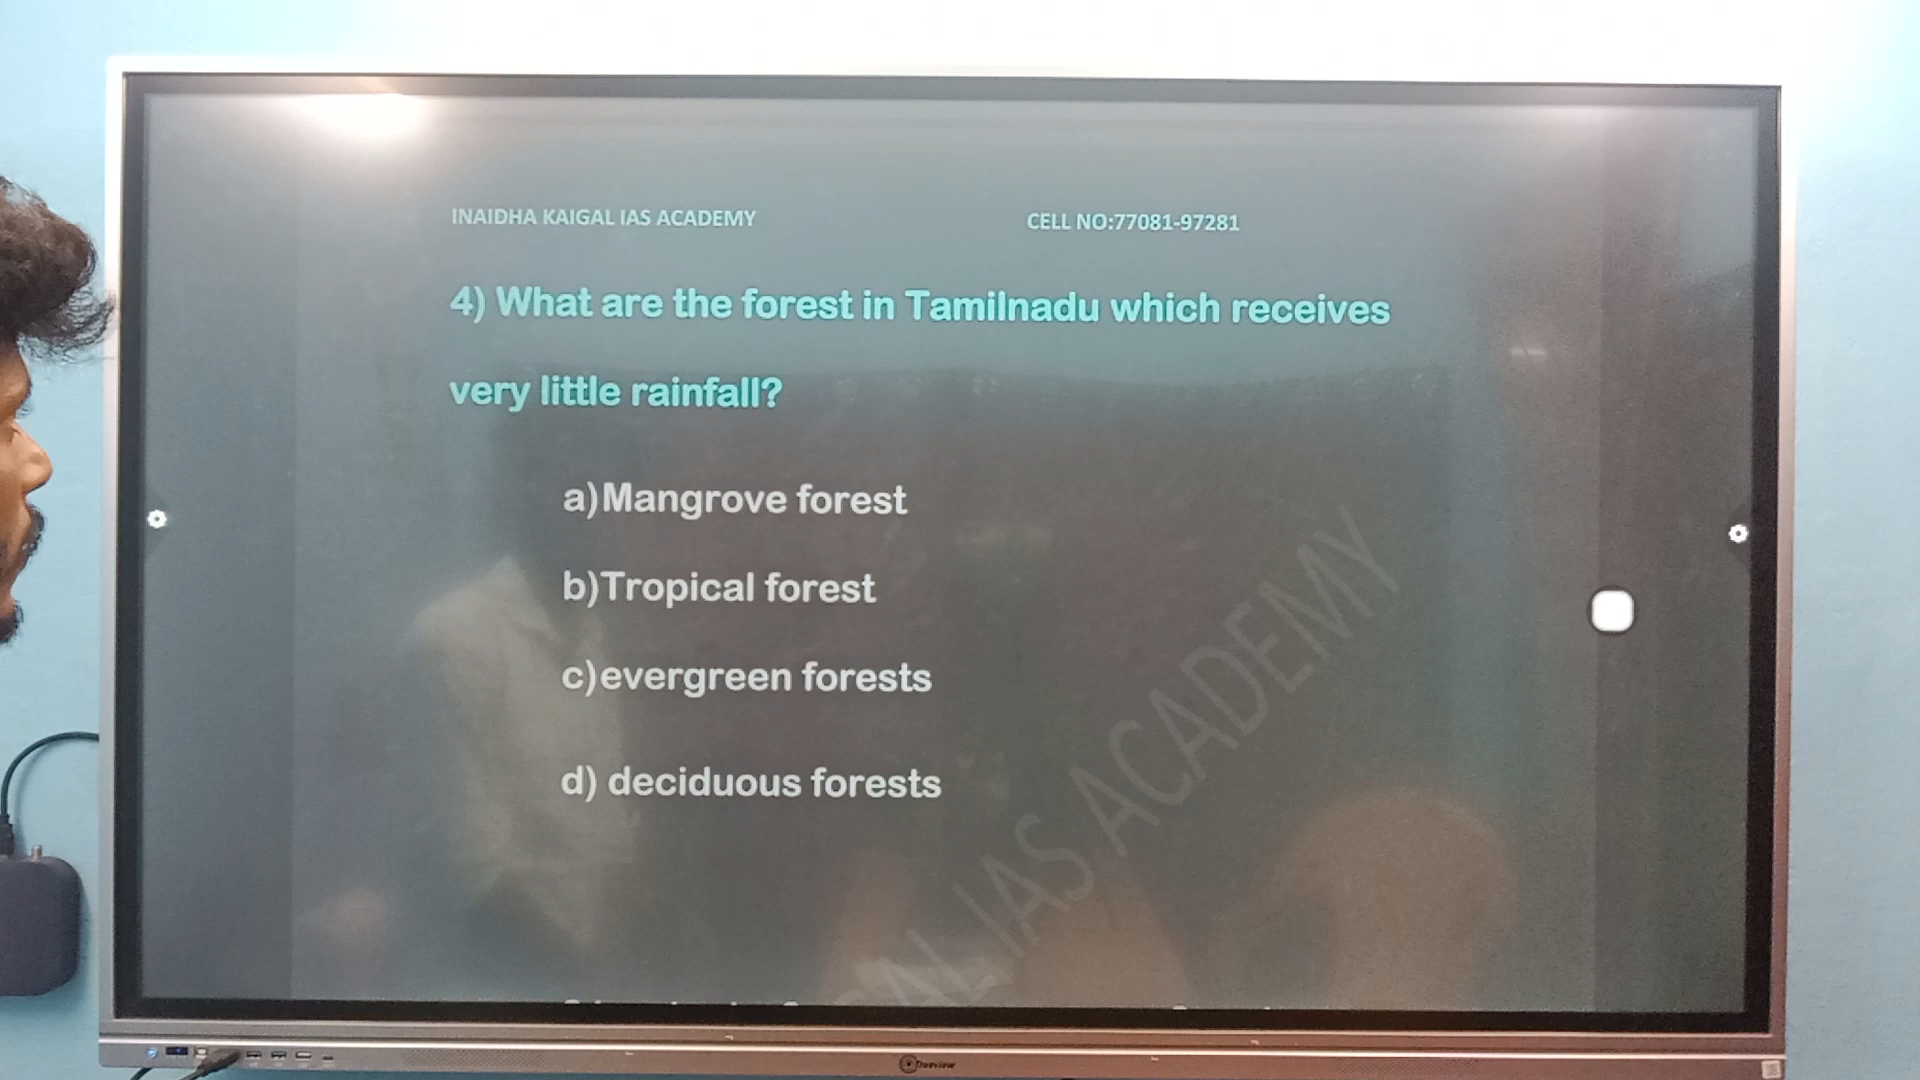 INAIDHA KAIGAL IAS ACADEMY CELL NO:77081-97281
4) What are the forest in Tamilnadu which receives
very little rainfall?
a)Mangrove forest
b)Tropical forest
c)evergreen forests
d) deciduous forests
IAS ACADEMY